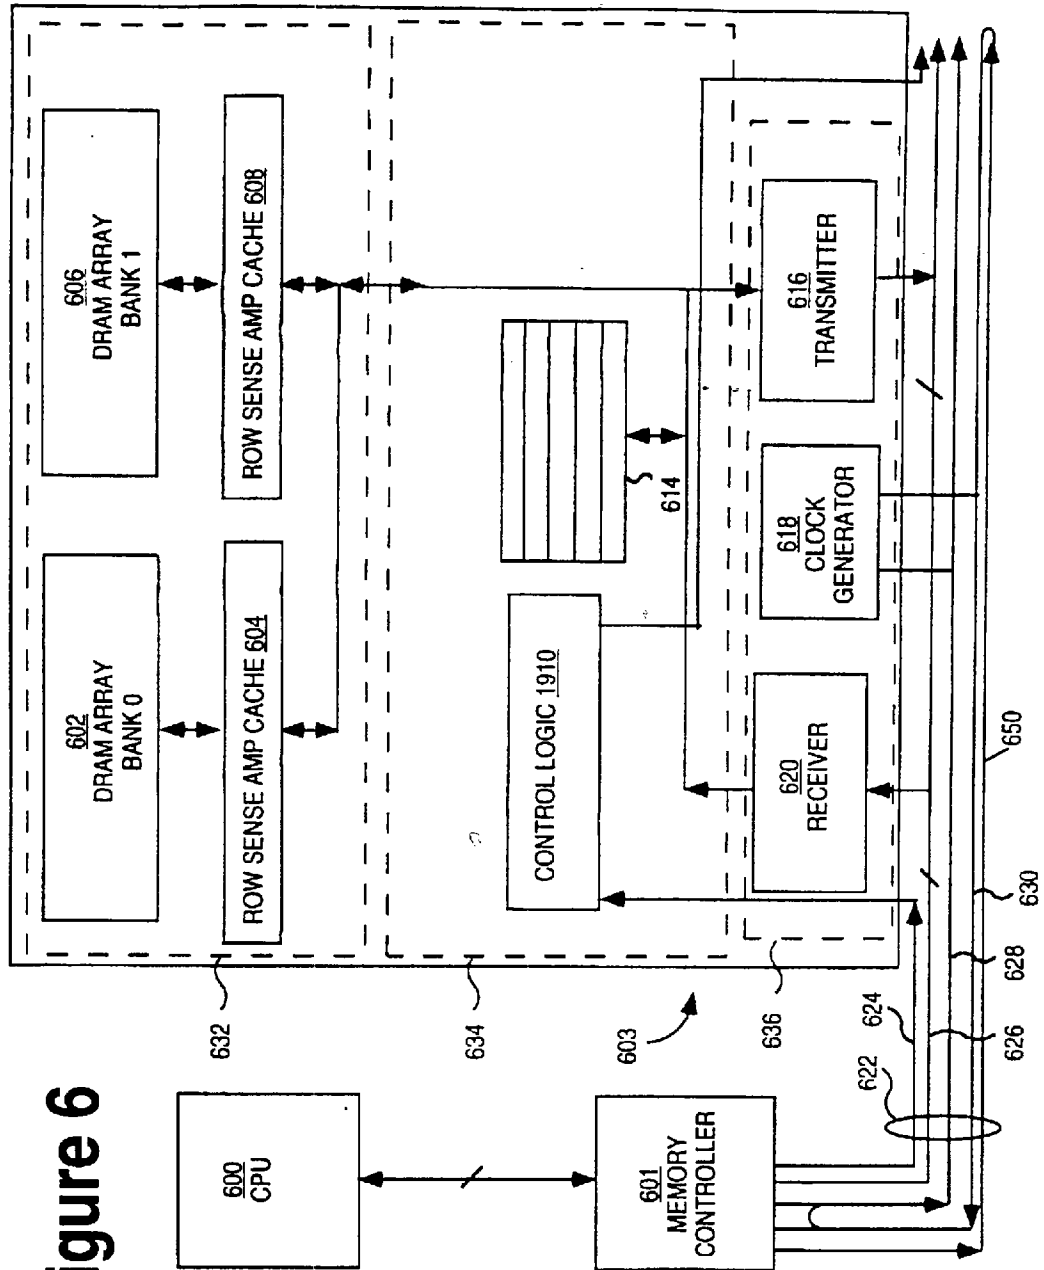 igure 6
600
CPU
601
MEMORY
CONTROLLER
602
DRAM ARRAY
BANK 0
606
DRAM ARRAY
BANK 1
ROW SENSE AMP CACHE 604
ROW SENSE AMP CACHE 608
632
CONTROL LOGIC 1910
614
634
603
620
RECEIVER
618
CLOCK
GENERATOR
616
TRANSMITTER
636
622
624
626
628
630
650